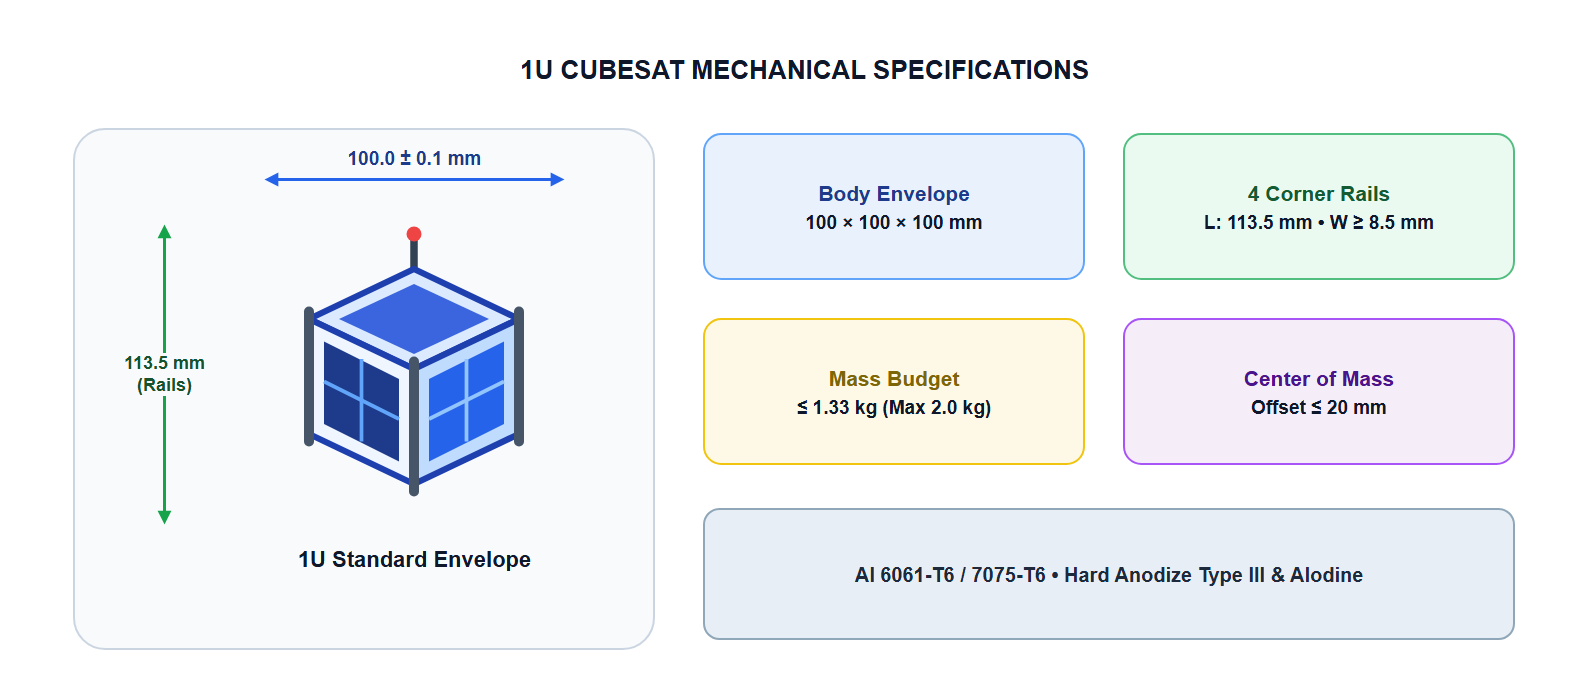 1U CUBESAT MECHANICAL SPECIFICATIONS
100.0 ± 0.1 mm
113.5 mm
(Rails)
1U Standard Envelope
Body Envelope
100 × 100 × 100 mm
4 Corner Rails
L: 113.5 mm • W ≥ 8.5 mm
Mass Budget
≤ 1.33 kg (Max 2.0 kg)
Center of Mass
Offset ≤ 20 mm
Al 6061-T6 / 7075-T6 • Hard Anodize Type III & Alodine